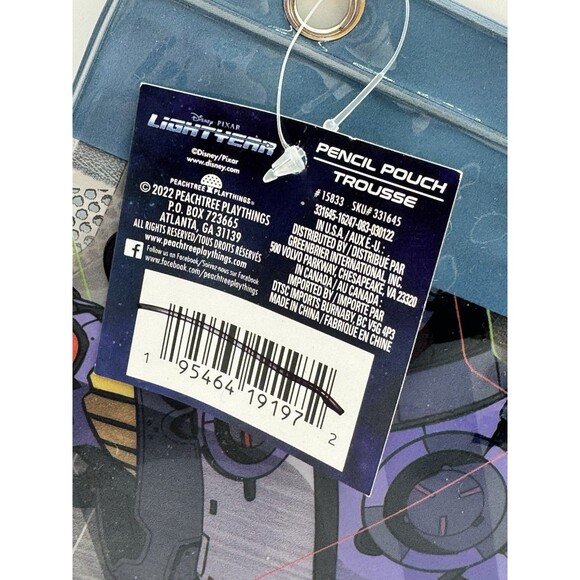 Disney PIXAR
LIGHTYEAR
©Disney/Pixar
www.disney.com
PEACHTREE
PLAYTHINGS®
© 2022 PEACHTREE PLAYTHINGS
P.O. BOX 723665
ATLANTA, GA 31139
ALL RIGHTS RESERVED/TOUS DROITS RÉSERVÉS
peachtreeplaythings.com
f Follow us on Facebook/Suivez nous sur Facebook
www.facebook.com/peachtreeplaythings
PENCIL POUCH
TROUSSE
# 15833 SKU# 331645
331645-16247-083-030122
IN U.S.A. / AUX É.-U. :
DISTRIBUTED BY / DISTRIBUÉ PAR
GREENBRIER INTERNATIONAL, INC.
500 VOLVO PARKWAY, CHESAPEAKE, VA 23320
IN CANADA / AU CANADA:
IMPORTED BY / IMPORTÉ PAR
DTSC IMPORTS BURNABY, BC V5G 4P3
MADE IN CHINA / FABRIQUÉ EN CHINE
1 95464 19197 2